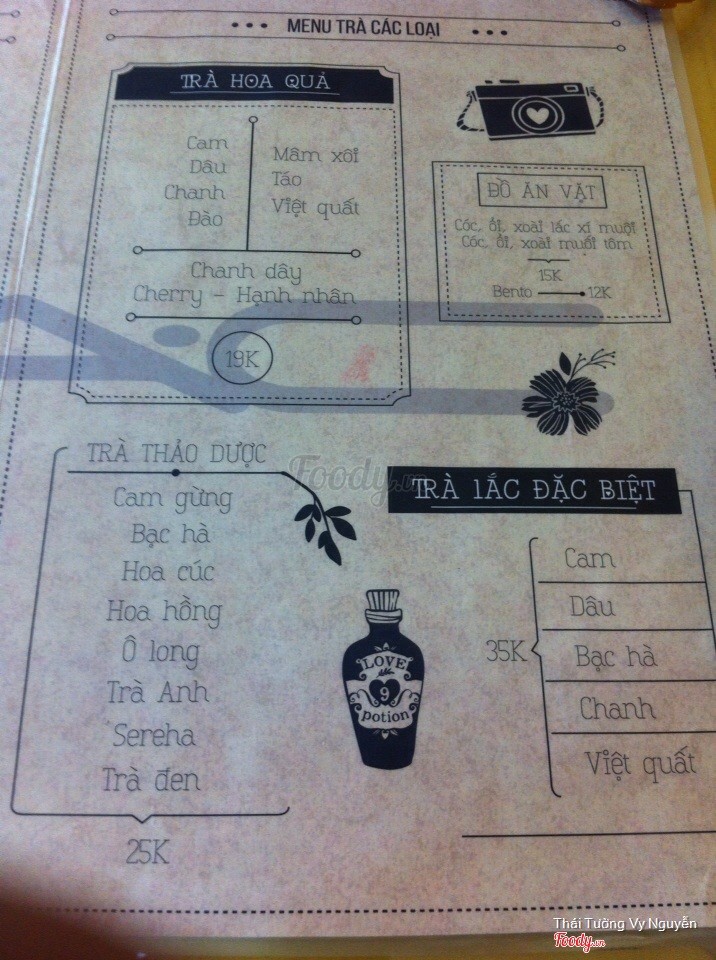 MENU TRÀ CÁC LOẠI
TRÀ HOA QUẢ
Cam
Dâu
Chanh
Đào
Mâm xôi
Táo
Việt quất
Chanh dây
Cherry - Hạnh nhân
19K
ĐỒ ĂN VẶT
Cóc, ổi, xoài lắc xí muội
Cóc, ổi, xoài muối tôm
15K
Bento 12K
TRÀ THẢO DƯỢC
Cam gừng
Bạc hà
Hoa cúc
Hoa hồng
Ô long
Trà Anh
Sereha
Trà đen
25K
Foody.vn
TRÀ LẮC ĐẶC BIỆT
35K
Cam
Dâu
Bạc hà
Chanh
Việt quất
LOVE
9
potion
Thái Tường Vy Nguyễn
Foody.vn